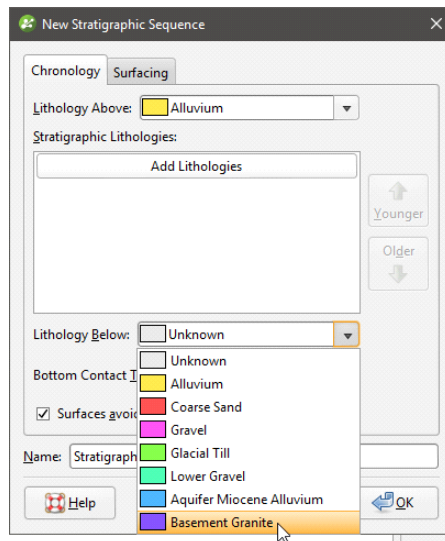 New Stratigraphic Sequence
Chronology Surfacing
Lithology Above: Alluvium
Stratigraphic Lithologies:
Add Lithologies
Younger
Older
Lithology Below: Unknown
Unknown
Bottom Contact T
Alluvium
Coarse Sand
Surfaces avoi
Gravel
Glacial Till
Name: Stratigraph
Lower Gravel
Help
Aquifer Miocene Alluvium
OK
Basement Granite